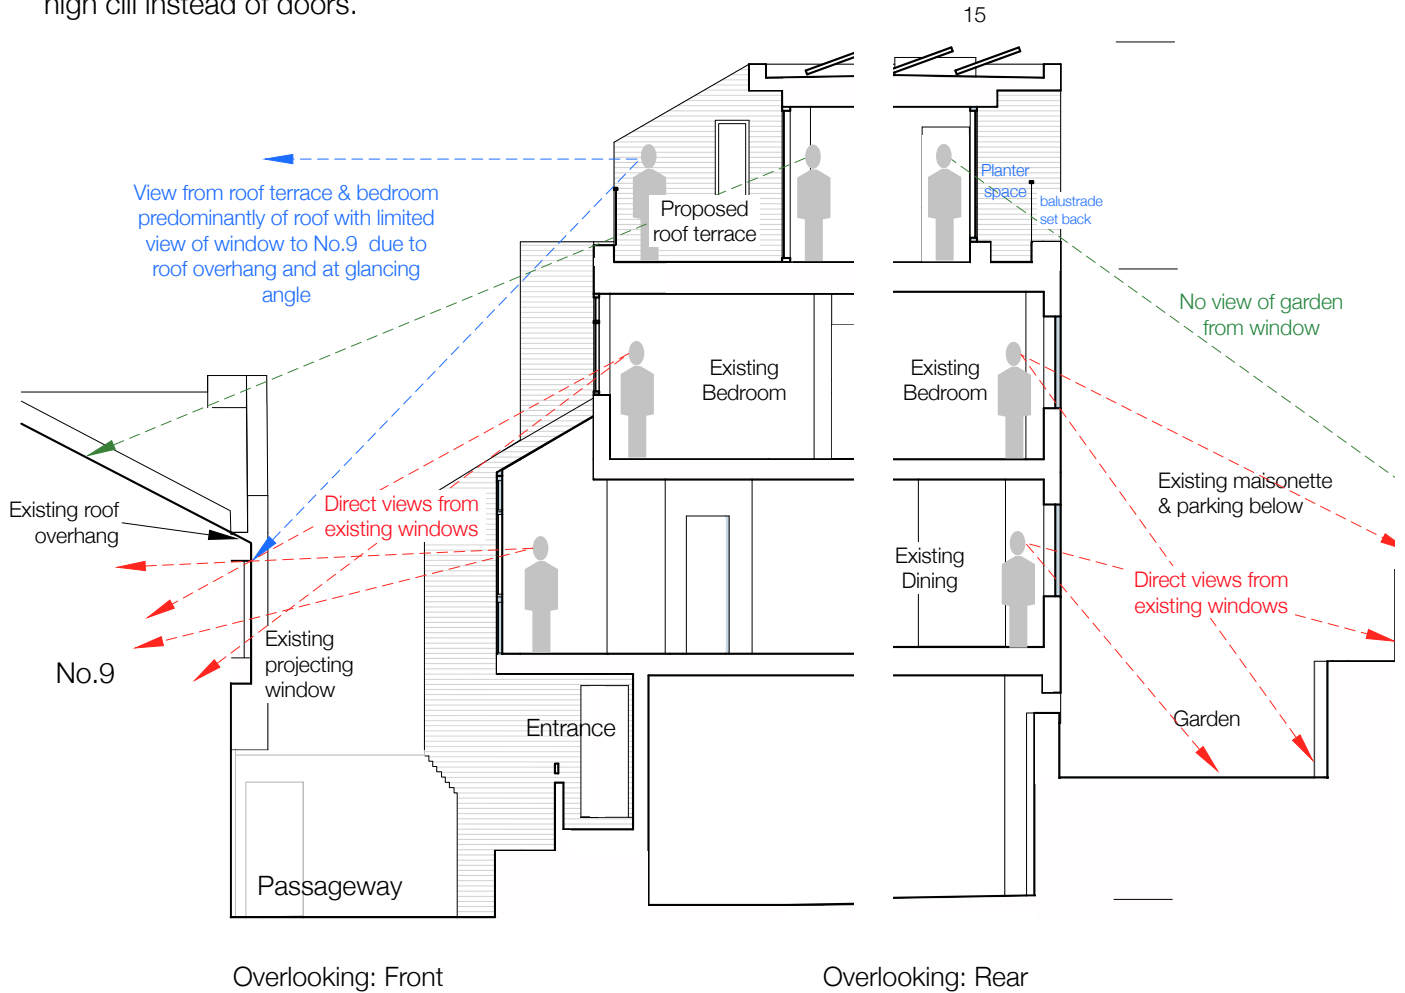 high cill instead of doors.
15
View from roof terrace & bedroom
predominantly of roof with limited
view of window to No.9 due to
roof overhang and at glancing
angle
Proposed
roof terrace
Planter
space
balustrade
set back
No view of garden
from window
Existing
Bedroom
Existing
Bedroom
Existing roof
overhang
Direct views from
existing windows
Existing maisonette
& parking below
Existing
Dining
Direct views from
existing windows
No.9
Existing
projecting
window
Entrance
Garden
Passageway
Overlooking: Front
Overlooking: Rear